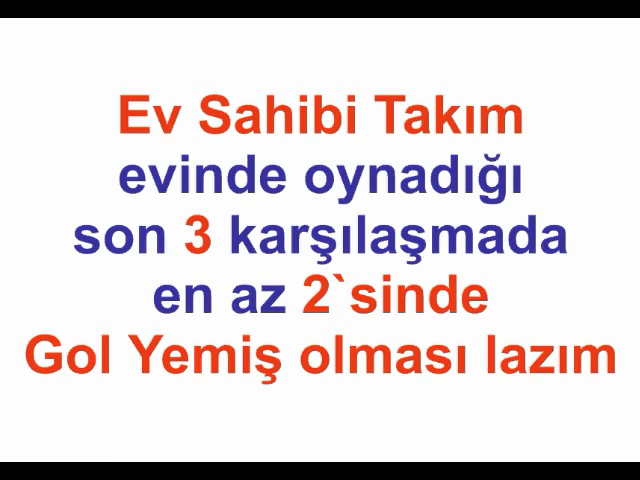 Ev Sahibi Takım
evinde oynadığı
son 3 karşılaşmada
en az 2`sinde
Gol Yemiş olması lazım